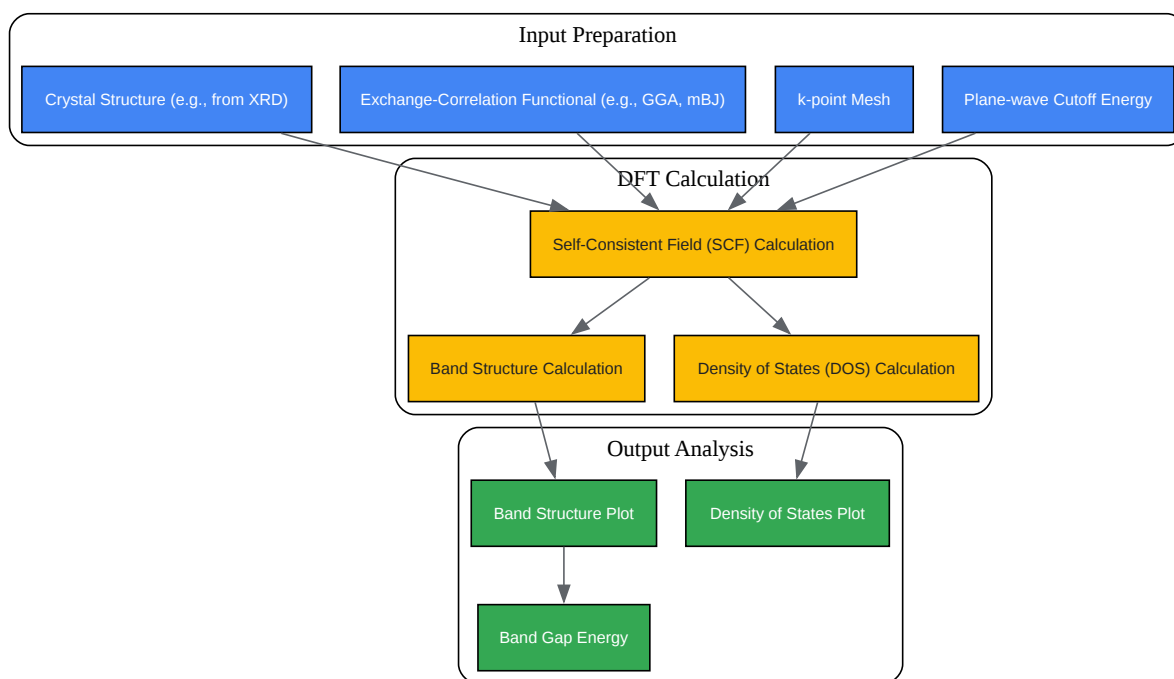 Input Preparation
Crystal Structure (e.g., from XRD)
Exchange-Correlation Functional (e.g., GGA, mBJ)
k-point Mesh
Plane-wave Cutoff Energy
DFT Calculation
Self-Consistent Field (SCF) Calculation
Band Structure Calculation
Density of States (DOS) Calculation
Output Analysis
Band Structure Plot
Density of States Plot
Band Gap Energy